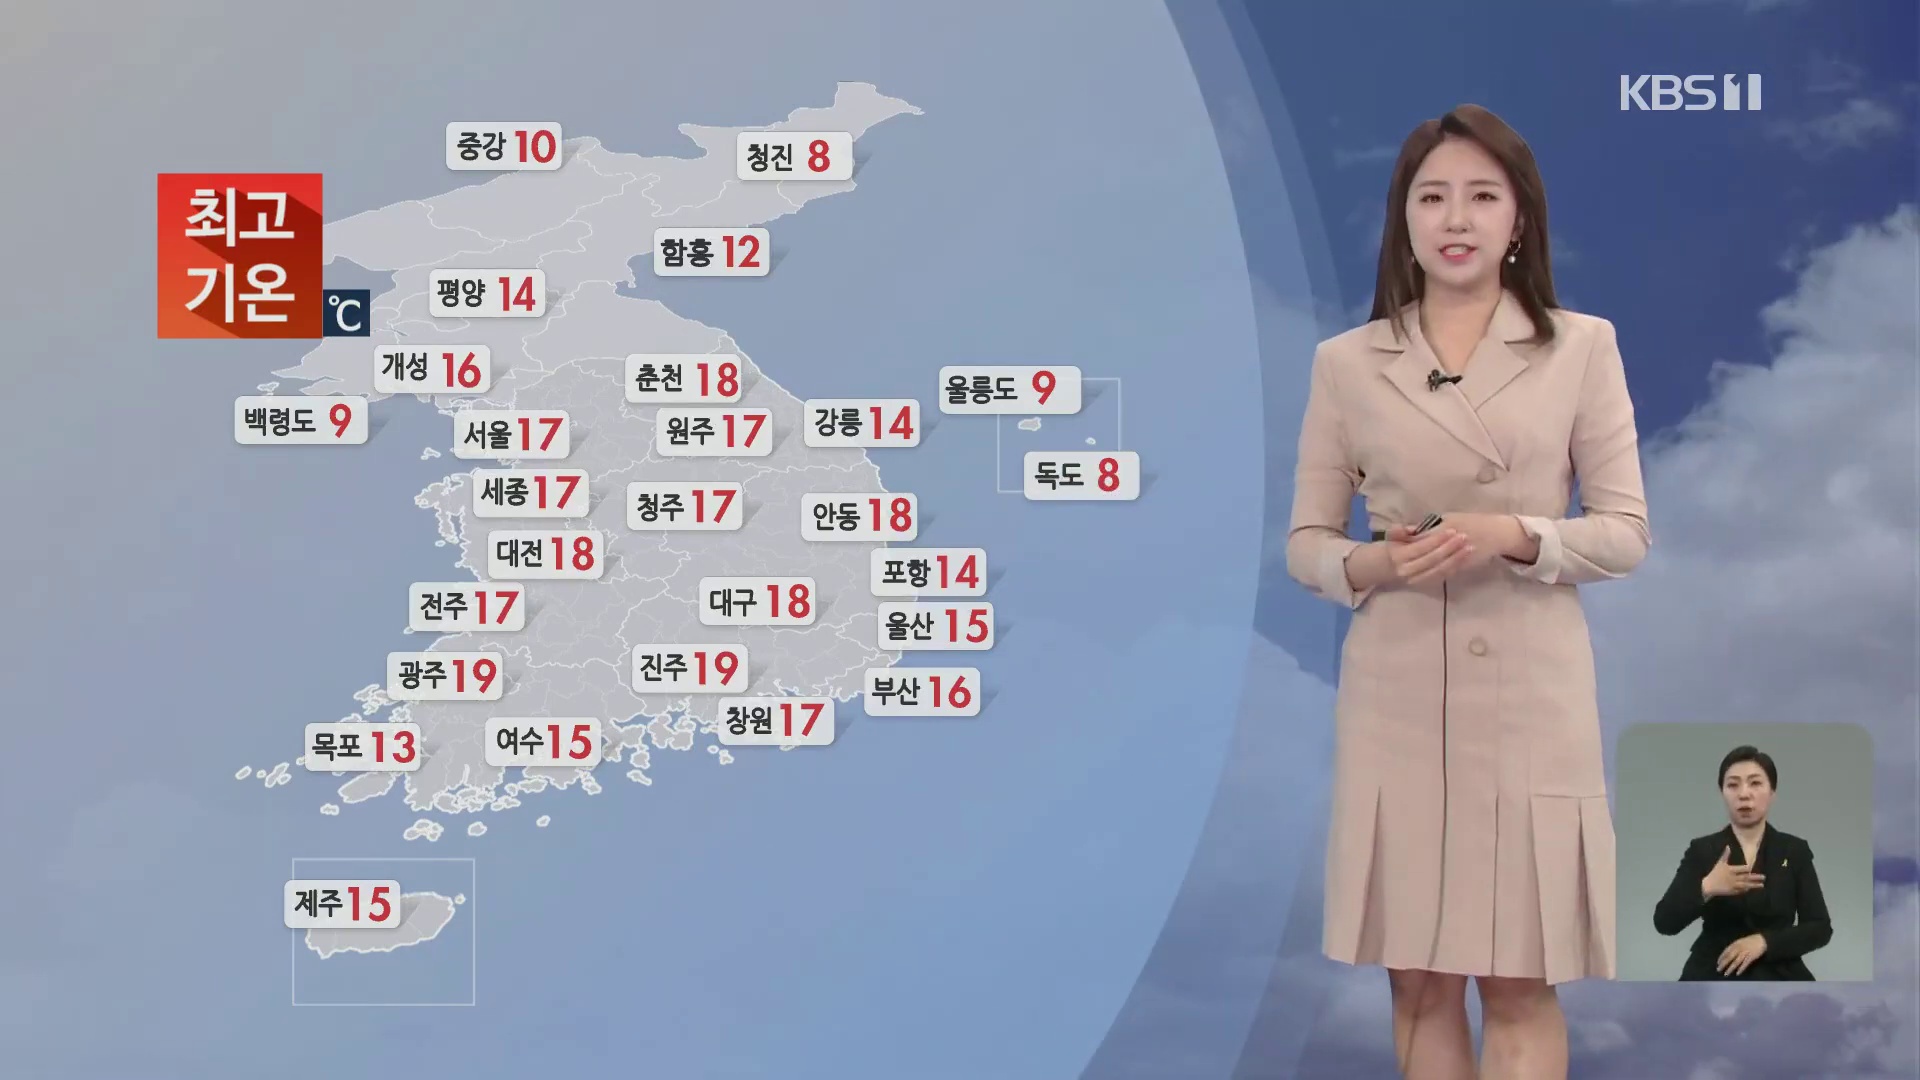 KBS 1
최고
기온
℃
중강 10
청진 8
함흥 12
평양 14
개성 16
춘천 18
울릉도 9
백령도 9
서울 17
원주 17
강릉 14
독도 8
세종 17
청주 17
안동 18
대전 18
포항 14
전주 17
대구 18
울산 15
광주 19
진주 19
부산 16
목포 13
여수 15
창원 17
제주 15